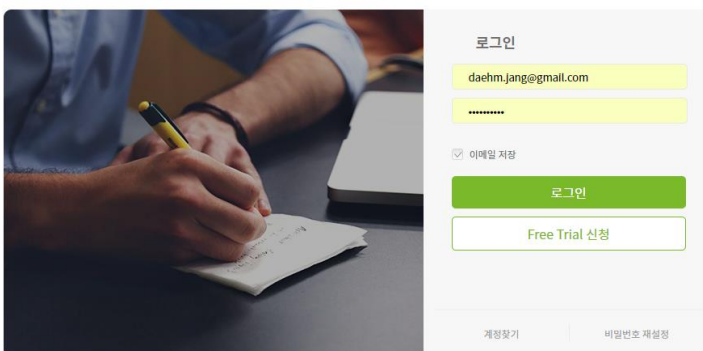 로그인
daehm.jang@gmail.com
••••••••••
이메일 저장
로그인
Free Trial 신청
계정찾기
비밀번호 재설정